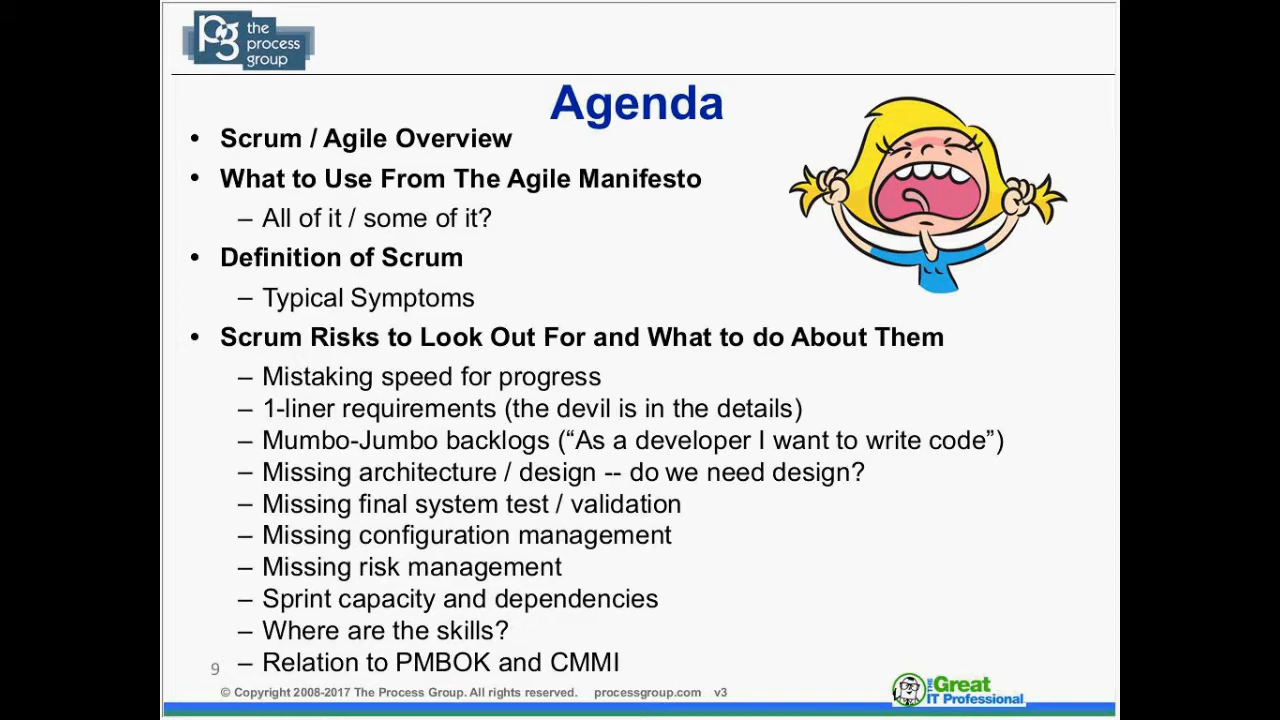 pg the process group
Agenda
• Scrum / Agile Overview
• What to Use From The Agile Manifesto
– All of it / some of it?
• Definition of Scrum
– Typical Symptoms
• Scrum Risks to Look Out For and What to do About Them
– Mistaking speed for progress
– 1-liner requirements (the devil is in the details)
– Mumbo-Jumbo backlogs (“As a developer I want to write code”)
– Missing architecture / design -- do we need design?
– Missing final system test / validation
– Missing configuration management
– Missing risk management
– Sprint capacity and dependencies
– Where are the skills?
– Relation to PMBOK and CMMI
9
© Copyright 2008-2017 The Process Group. All rights reserved. processgroup.com v3
THE Great
IT Professional